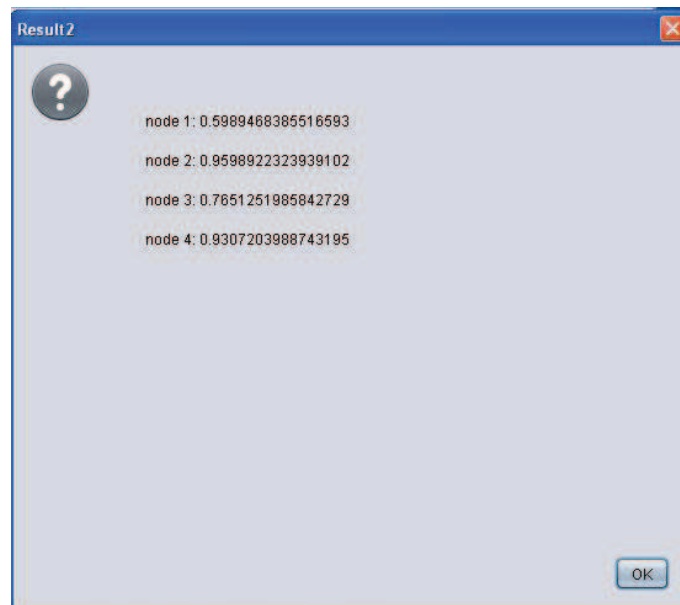 Result2
node 1: 0.5989468385516593
node 2: 0.9598922323939102
node 3: 0.7651251985842729
node 4: 0.9307203988743195
OK